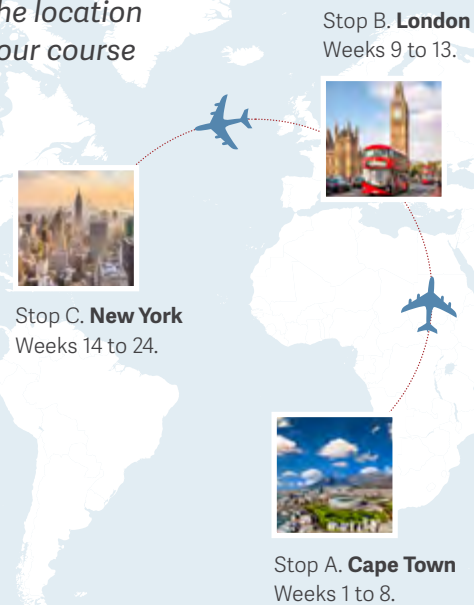 he location
our course
Stop B. London
Weeks 9 to 13.
Stop C. New York
Weeks 14 to 24.
Stop A. Cape Town
Weeks 1 to 8.